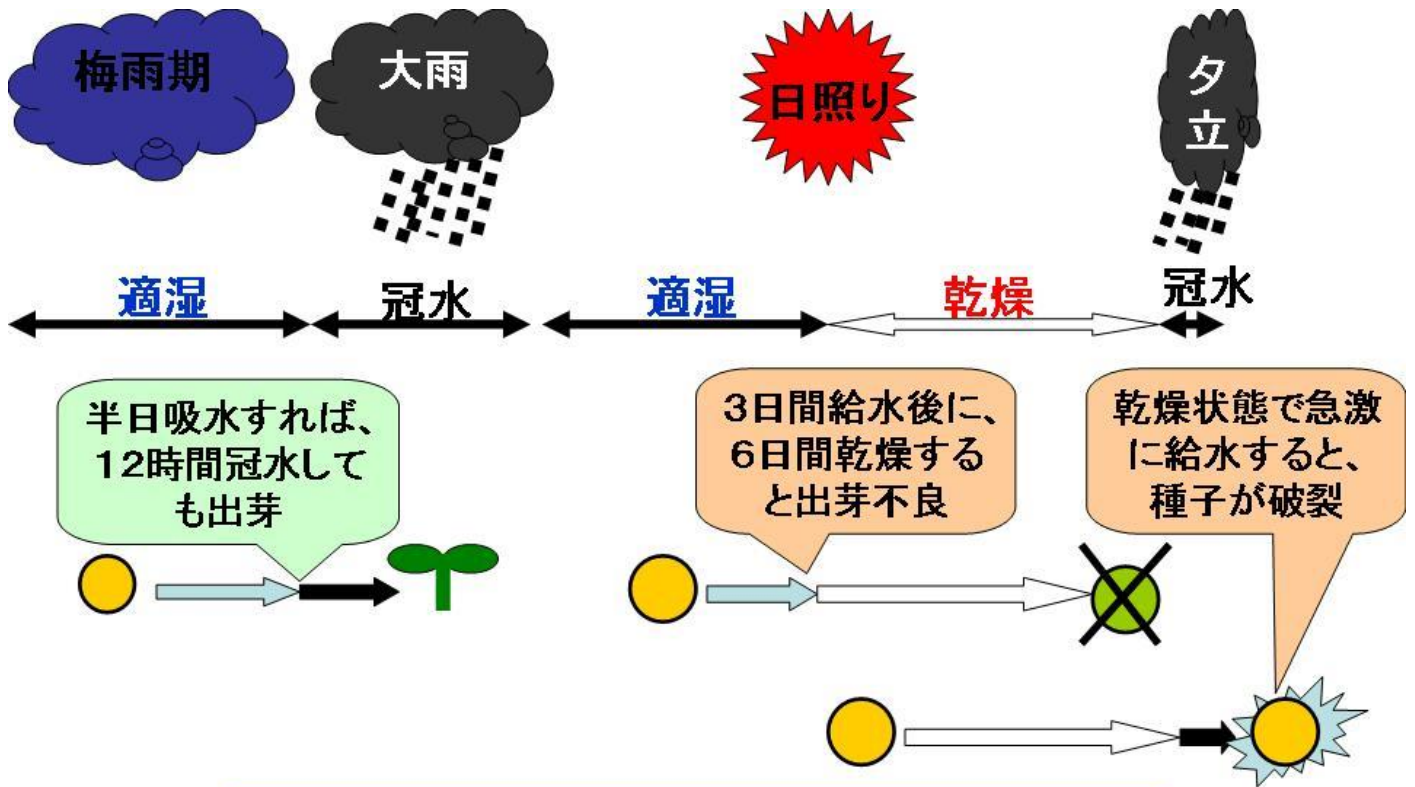 梅雨期
大雨
日照り
夕
立
適湿
冠水
適湿
乾燥
冠水
半日吸水すれば、
12時間冠水して
も出芽
3日間給水後に、
6日間乾燥する
と出芽不良
乾燥状態で急激
に給水すると、
種子が破裂